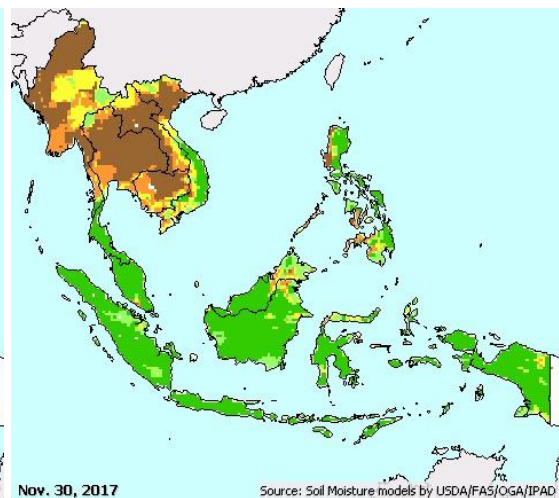 Nov. 30, 2017
Source: Soil Moisture models by USDA/FAS/OGA/IPAD